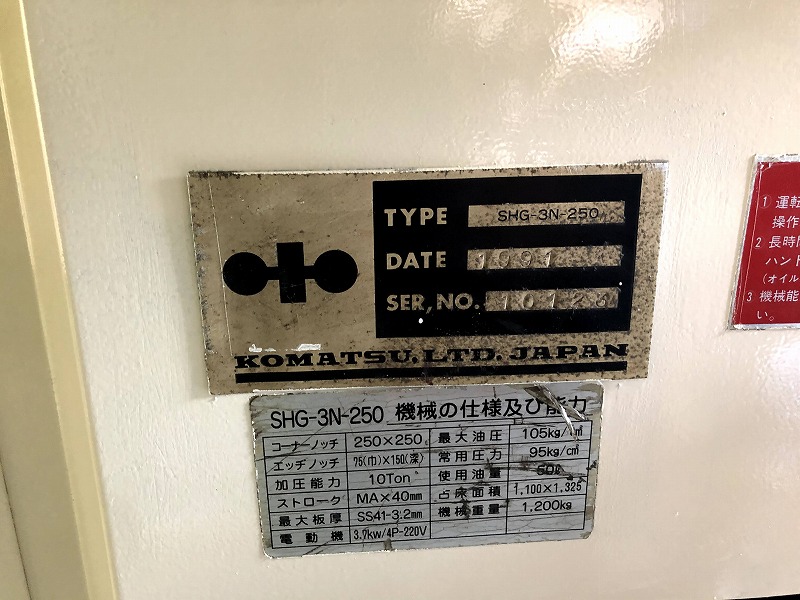 TYPE SHG-3N-250
DATE 1991
SER, NO. 10123
KOMATSU, LTD. JAPAN
SHG-3N-250 機械の仕様及び能力
コーナーノッチ 250×250 最大油圧 105kg/c㎡
エッヂノッチ 75(巾)×150(深) 常用圧力 95kg/c㎡
加圧能力 10Ton 使用油量 60ℓ
ストローク MA×40mm 占床面積 1,100×1,325
最大板厚 SS41-3.2mm 機械重量 1,200kg
電動機 3.7kw/4P-220V
1 運転
操作
2 長時間
ハンド
(オイル
3 機械能
い。